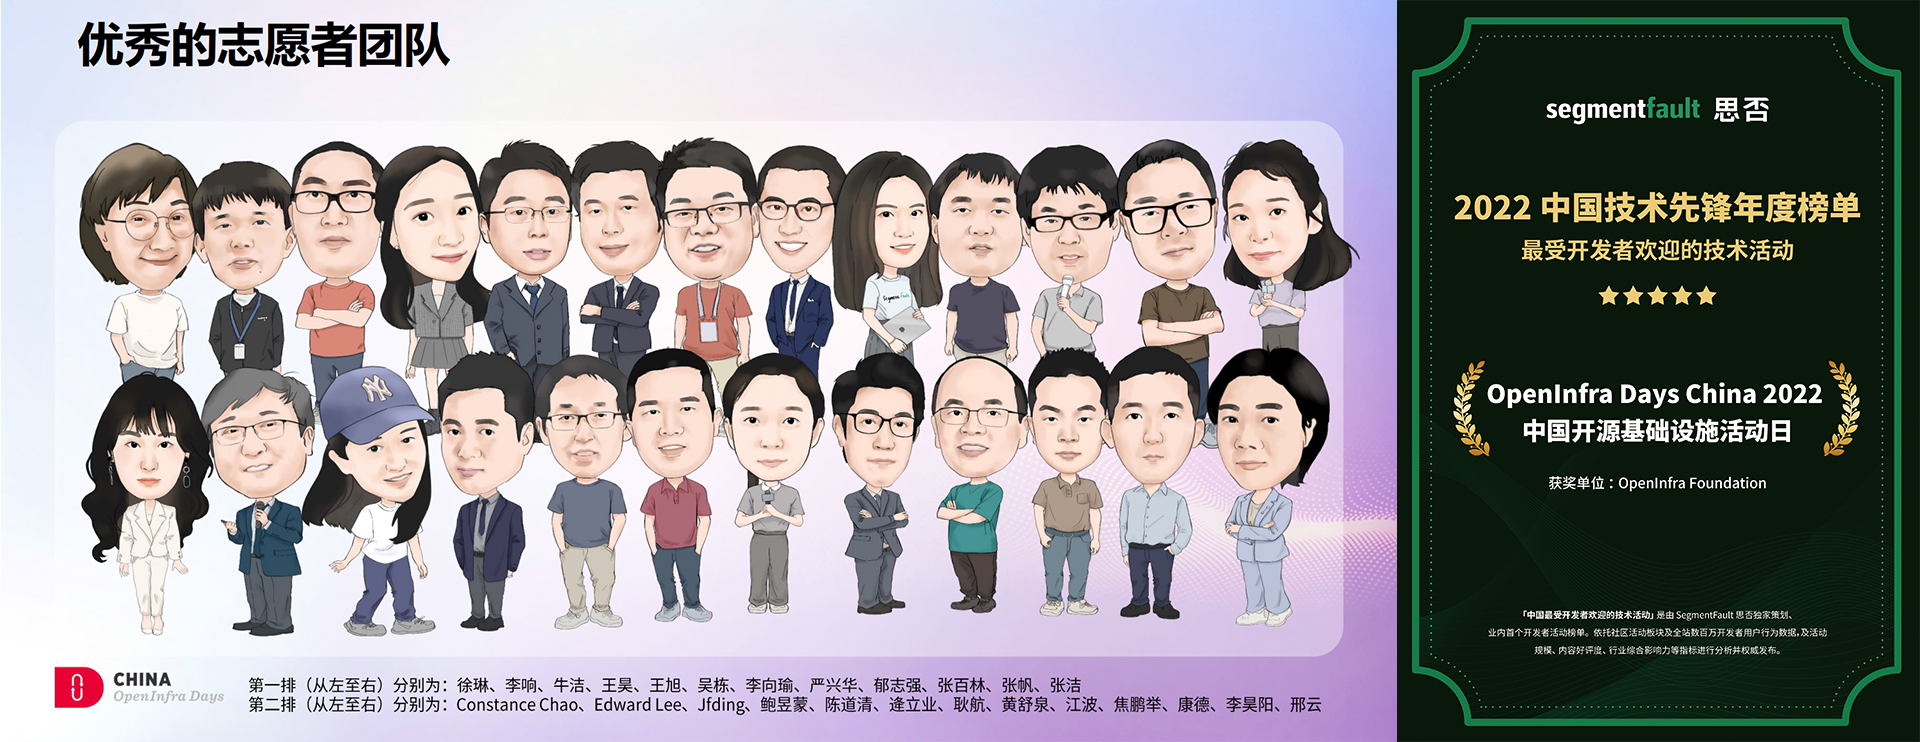 优秀的志愿者团队
NY
Segment Fault
CHINA
OpenInfra Days
第一排（从左至右）分别为：徐琳、李响、牛洁、王昊、王旭、吴栋、李向瑜、严兴华、郁志强、张百林、张帆、张洁
第二排（从左至右）分别为：Constance Chao、Edward Lee、Jfding、鲍昱蒙、陈道清、逄立业、耿航、黄舒泉、江波、焦鹏举、康德、李昊阳、邢云
segmentfault 思否
2022 中国技术先锋年度榜单
最受开发者欢迎的技术活动
OpenInfra Days China 2022
中国开源基础设施活动日
获奖单位：OpenInfra Foundation
「中国最受开发者欢迎的技术活动」是由 SegmentFault 思否独家策划、
业内首个开发者活动榜单。依托社区活动板块及全站数百万开发者用户行为数据，及活动
规模、内容好评度、行业综合影响力等指标进行分析并权威发布。